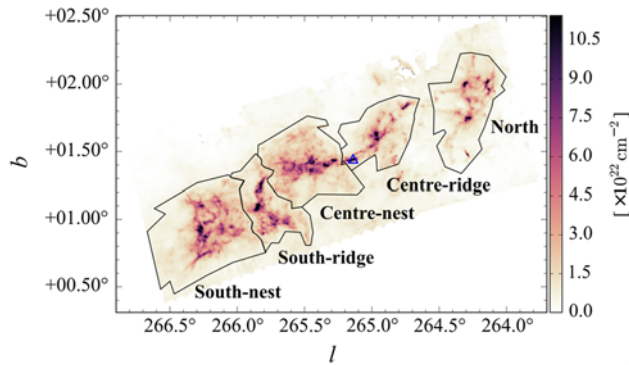 +02.50°
+02.00°
+01.50°
+01.00°
+00.50°
b
266.5° 266.0° 265.5° 265.0° 264.5° 264.0°
l
North
Centre-ridge
Centre-nest
South-ridge
South-nest
10.5
9.0
7.5
6.0
4.5
3.0
1.5
0.0
[ ×10²² cm⁻² ]